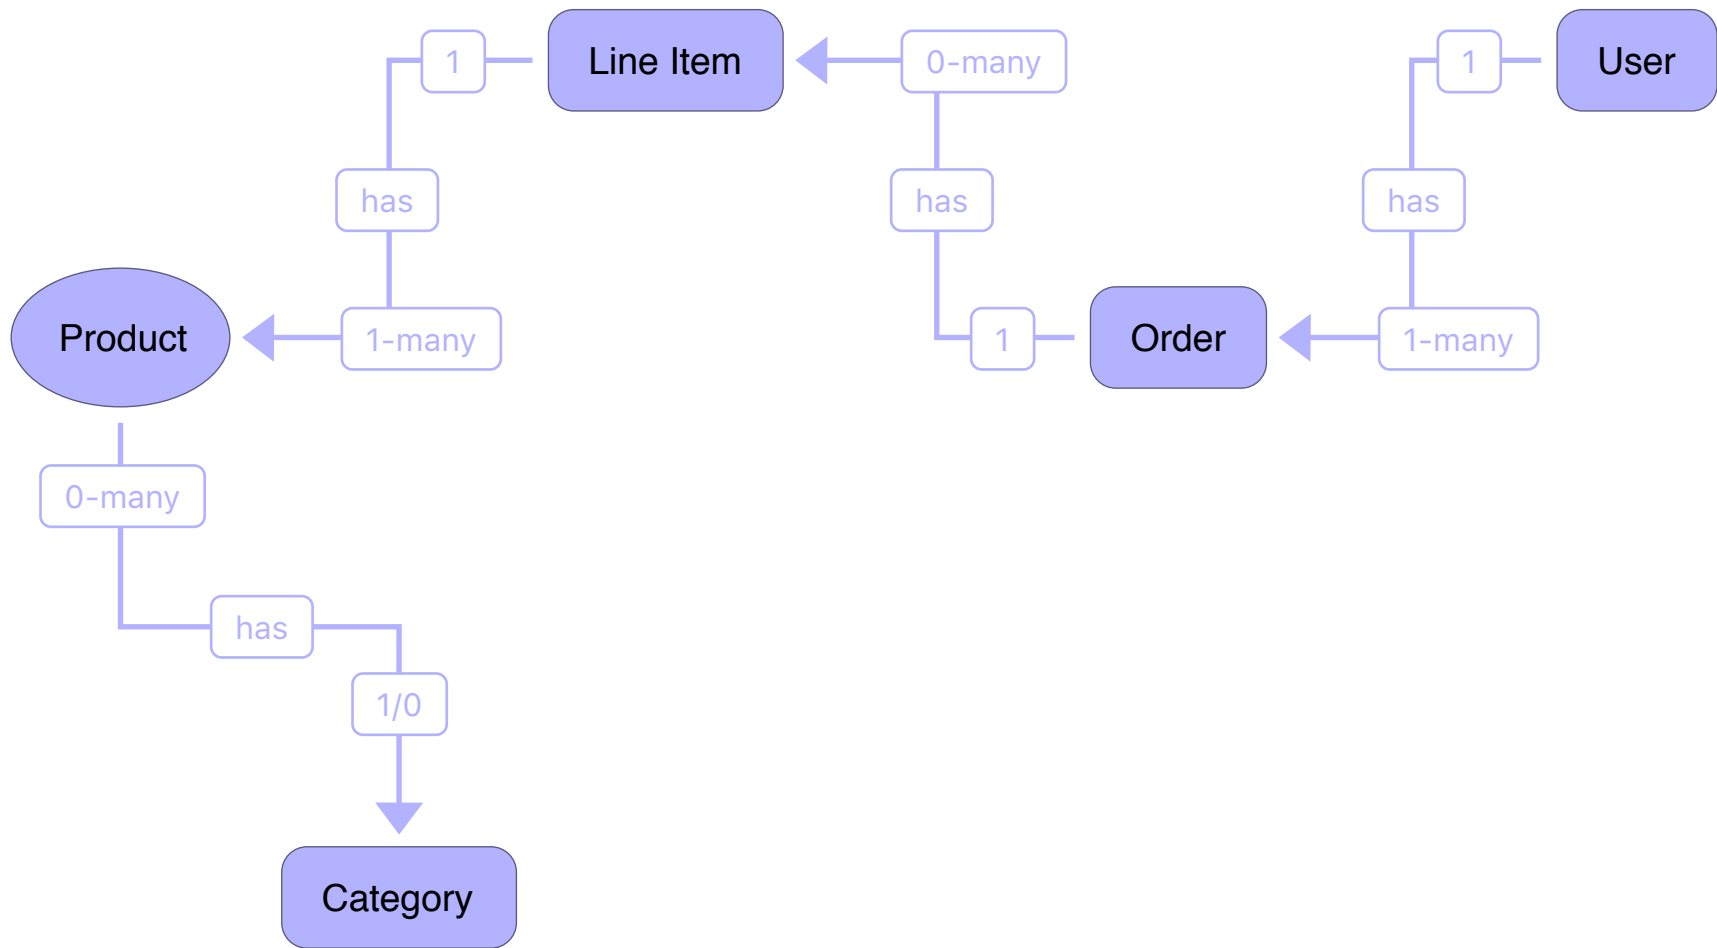 1
Line Item
0-many
1
User
has
has
has
Product
1-many
1
Order
1-many
0-many
has
1/0
Category